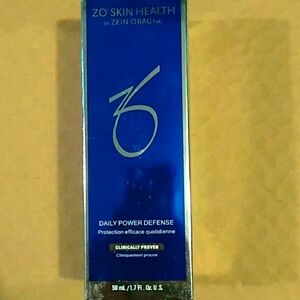 ZO SKIN HEALTH
BY ZEIN OBAGI MD
DAILY POWER DEFENSE
Protection efficace quotidienne
CLINICALLY PROVEN
Cliniquement prouvé
50 mL / 1.7 Fl. Oz. U.S.